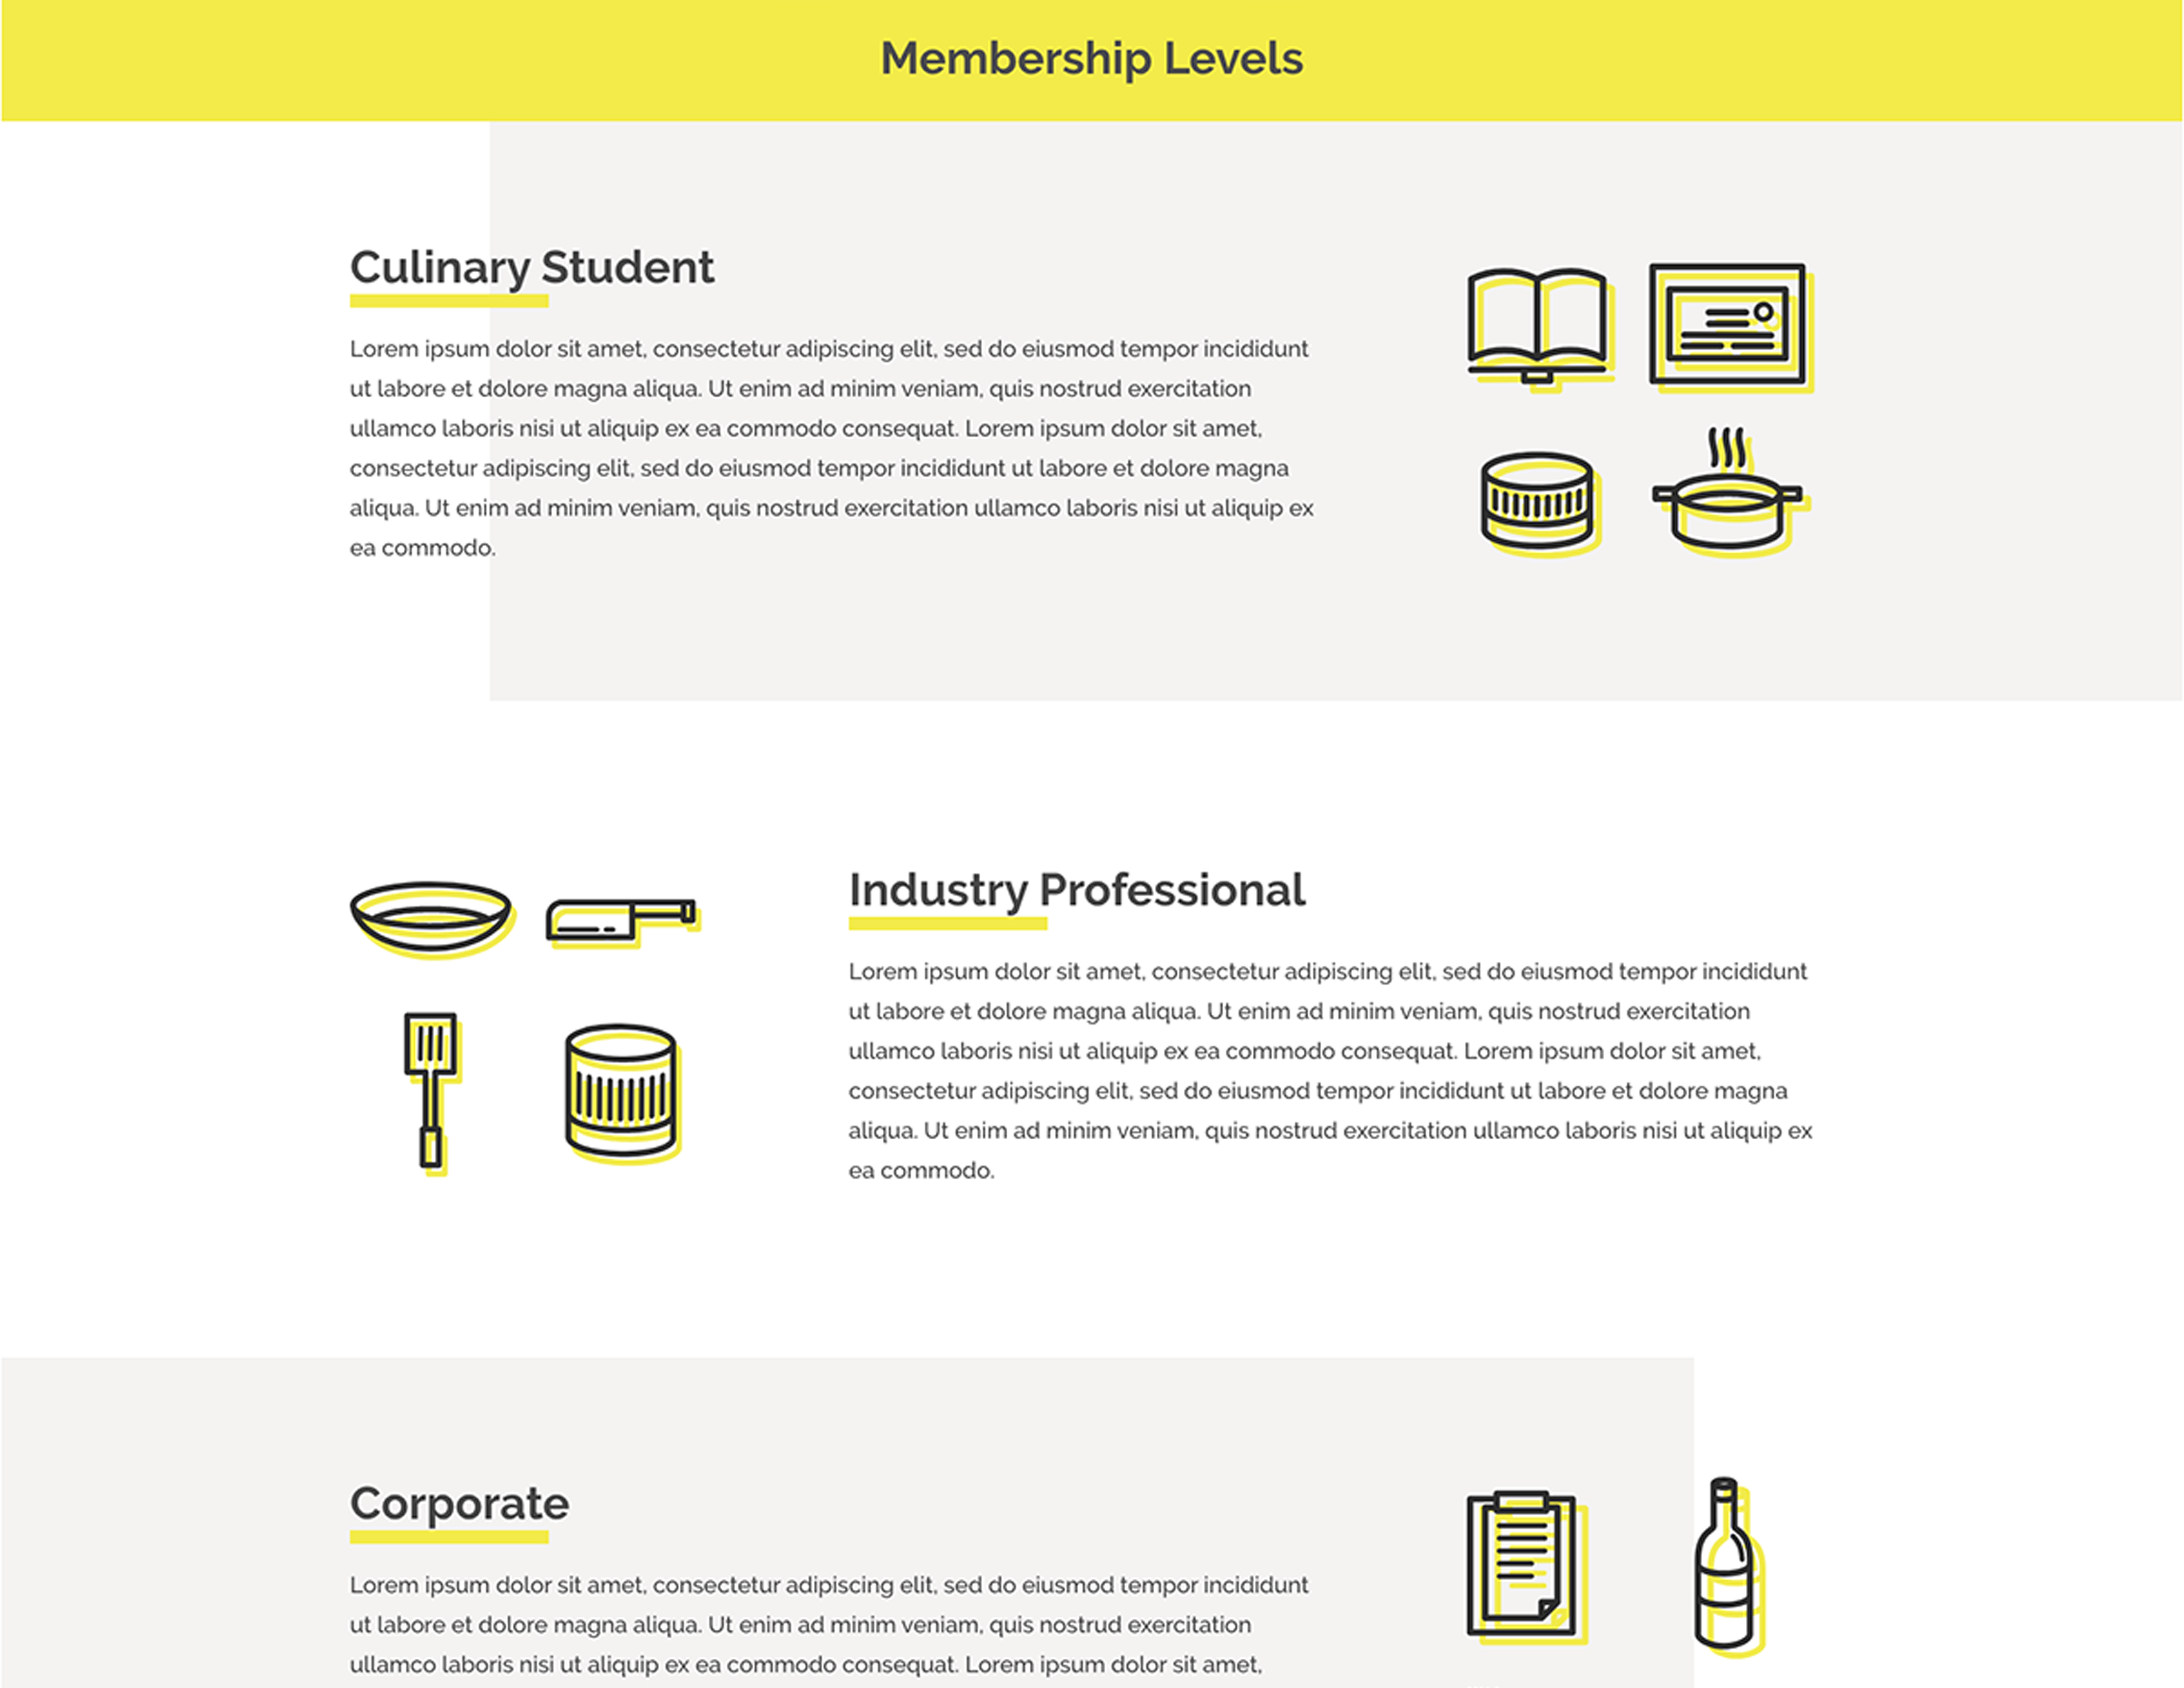 Membership Levels
Culinary Student
Lorem ipsum dolor sit amet, consectetur adipiscing elit, sed do eiusmod tempor incididunt
ut labore et dolore magna aliqua. Ut enim ad minim veniam, quis nostrud exercitation
ullamco laboris nisi ut aliquip ex ea commodo consequat. Lorem ipsum dolor sit amet,
consectetur adipiscing elit, sed do eiusmod tempor incididunt ut labore et dolore magna
aliqua. Ut enim ad minim veniam, quis nostrud exercitation ullamco laboris nisi ut aliquip ex
ea commodo.
Industry Professional
Lorem ipsum dolor sit amet, consectetur adipiscing elit, sed do eiusmod tempor incididunt
ut labore et dolore magna aliqua. Ut enim ad minim veniam, quis nostrud exercitation
ullamco laboris nisi ut aliquip ex ea commodo consequat. Lorem ipsum dolor sit amet,
consectetur adipiscing elit, sed do eiusmod tempor incididunt ut labore et dolore magna
aliqua. Ut enim ad minim veniam, quis nostrud exercitation ullamco laboris nisi ut aliquip ex
ea commodo.
Corporate
Lorem ipsum dolor sit amet, consectetur adipiscing elit, sed do eiusmod tempor incididunt
ut labore et dolore magna aliqua. Ut enim ad minim veniam, quis nostrud exercitation
ullamco laboris nisi ut aliquip ex ea commodo consequat. Lorem ipsum dolor sit amet,